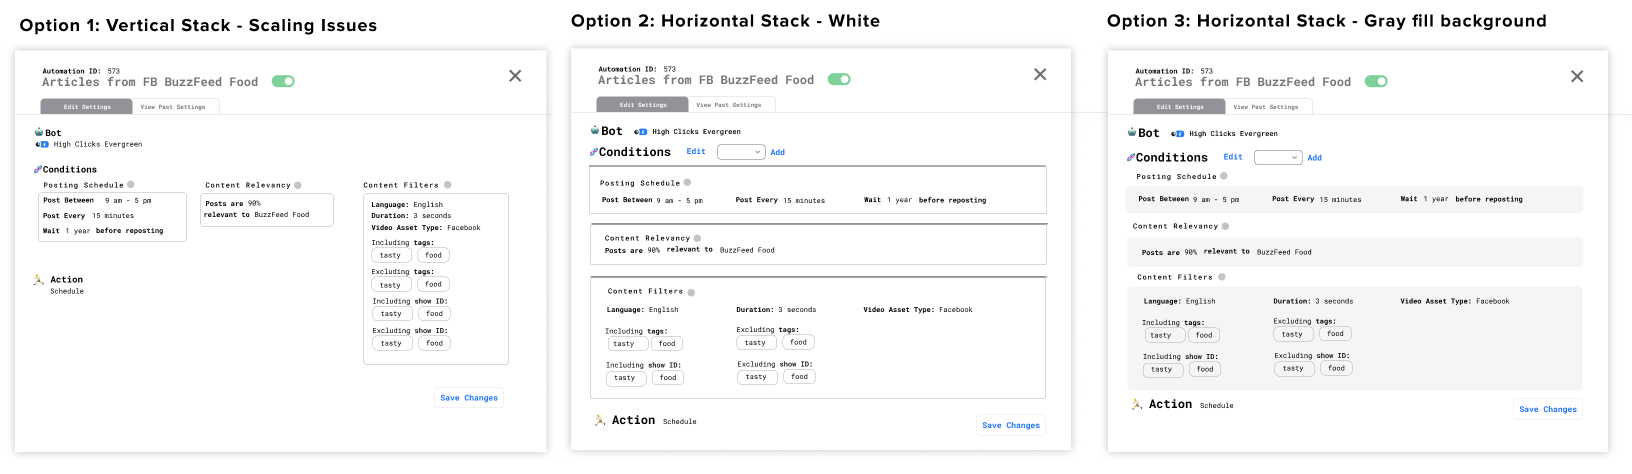 Option 1: Vertical Stack - Scaling Issues
Automation ID: 573
Articles from FB BuzzFeed Food
Edit Settings View Past Settings
Bot
High Clicks Evergreen
Conditions
Posting Schedule
Post Between 9 am - 5 pm
Post Every 15 minutes
Wait 1 year before reposting
Content Relevancy
Posts are 90%
relevant to BuzzFeed Food
Content Filters
Language: English
Duration: 3 seconds
Video Asset Type: Facebook
Including tags:
tasty food
Excluding tags:
tasty food
Including show ID:
tasty food
Excluding show ID:
tasty food
Action
Schedule
Save Changes
Option 2: Horizontal Stack - White
Automation ID: 573
Articles from FB BuzzFeed Food
Edit Settings View Past Settings
Bot High Clicks Evergreen
Conditions Edit Add
Posting Schedule
Post Between 9 am - 5 pm Post Every 15 minutes Wait 1 year before reposting
Content Relevancy
Posts are 90% relevant to BuzzFeed Food
Content Filters
Language: English Duration: 3 seconds Video Asset Type: Facebook
Including tags: Excluding tags:
tasty food tasty food
Including show ID: Excluding show ID:
tasty food tasty food
Action Schedule
Save Changes
Option 3: Horizontal Stack - Gray fill background
Automation ID: 573
Articles from FB BuzzFeed Food
Edit Settings View Past Settings
Bot High Clicks Evergreen
Conditions Edit Add
Posting Schedule
Post Between 9 am - 5 pm Post Every 15 minutes Wait 1 year before reposting
Content Relevancy
Posts are 90% relevant to BuzzFeed Food
Content Filters
Language: English Duration: 3 seconds Video Asset Type: Facebook
Including tags: Excluding tags:
tasty food tasty food
Including show ID: Excluding show ID:
tasty food tasty food
Action Schedule
Save Changes